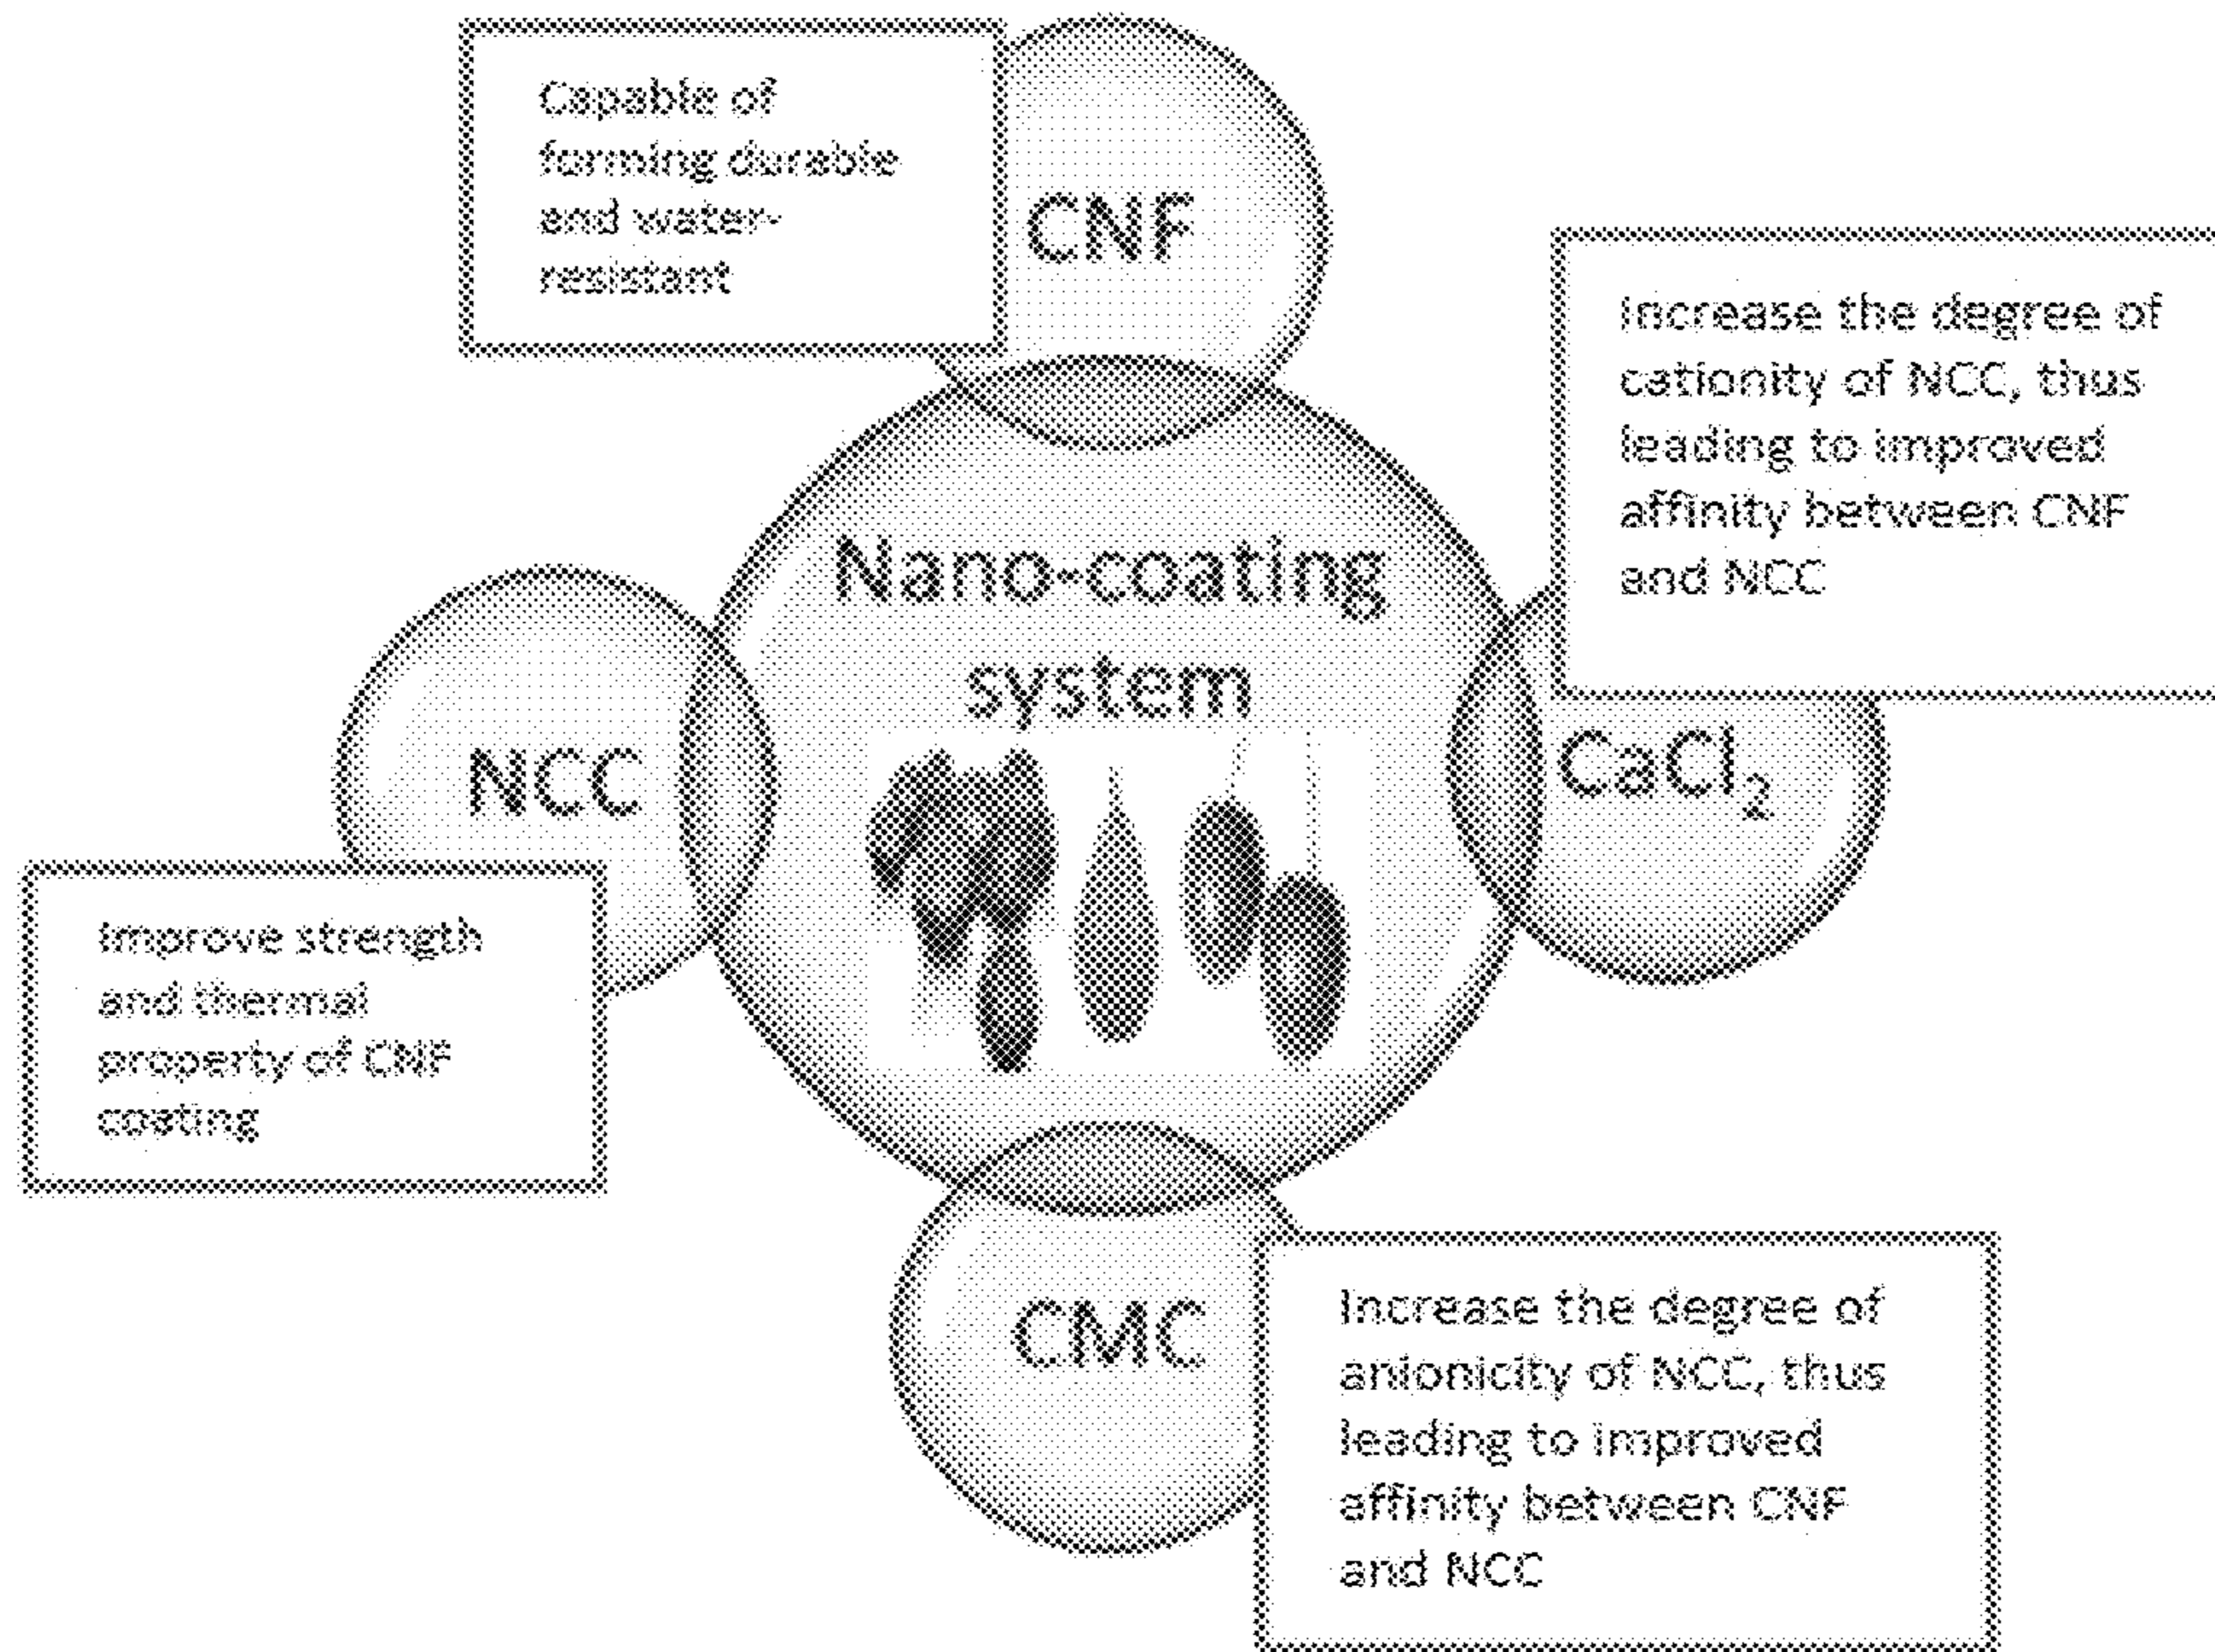 Capable of
forming durable
and water-
resistant
CNF
Increase the degree of
cationity of NCC, thus
leading to improved
affinity between CNF
and NCC
Nano-coating
system
NCC
CaCl₂
Improve strength
and thermal
property of CNF
coating
CMC
Increase the degree of
anionicity of NCC, thus
leading to improved
affinity between CNF
and NCC